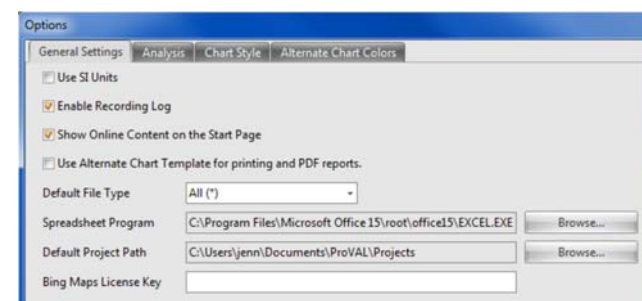 Options
General Settings Analysis Chart Style Alternate Chart Colors
Use SI Units
Enable Recording Log
Show Online Content on the Start Page
Use Alternate Chart Template for printing and PDF reports.
Default File Type All (*)
Spreadsheet Program C:\Program Files\Microsoft Office 15\root\office15\EXCEL.EXE Browse...
Default Project Path C:\Users\jenn\Documents\ProVAL\Projects Browse...
Bing Maps License Key